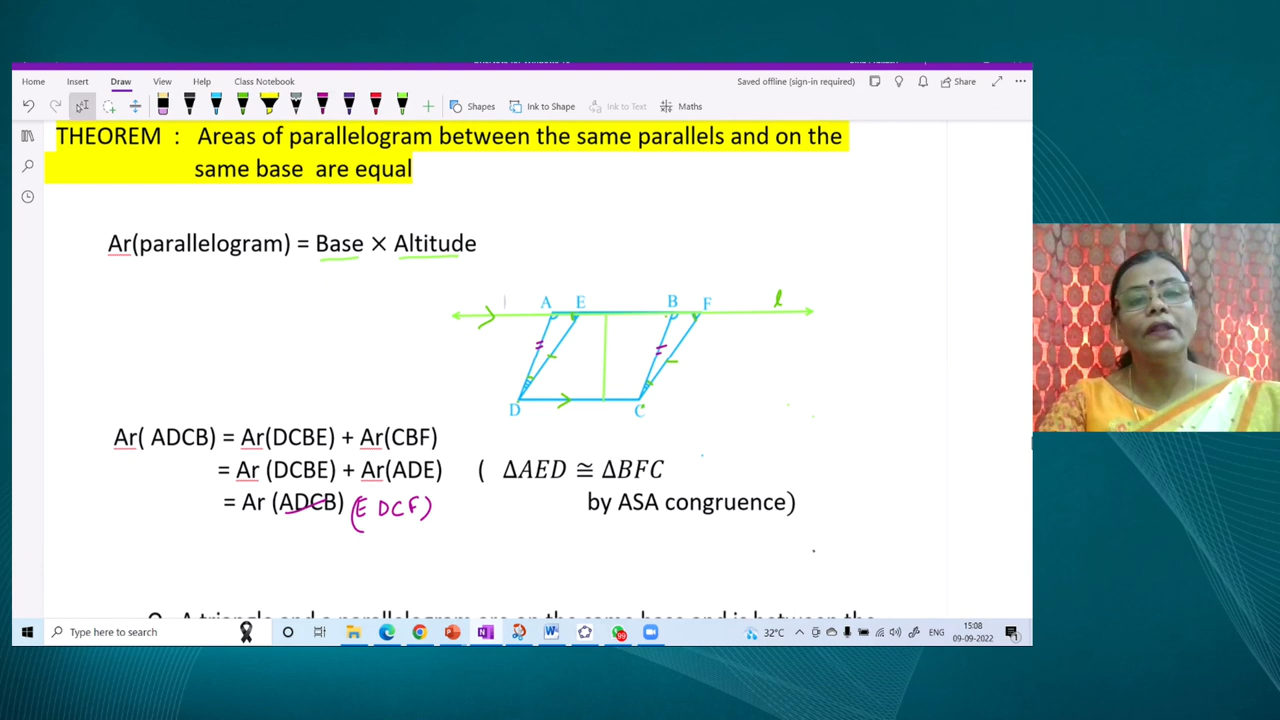 Home Insert Draw View Help Class Notebook Saved offline (sign-in required) Share
Shapes Ink to Shape Ink to Text Maths
THEOREM : Areas of parallelogram between the same parallels and on the
same base are equal
Ar(parallelogram) = Base × Altitude
A E B F l
D C
Ar( ADCB) = Ar(DCBE) + Ar(CBF)
= Ar (DCBE) + Ar(ADE) ( ΔAED ≅ ΔBFC
= Ar (ADCB) (E DCF) by ASA congruence)
Type here to search 32°C ENG 15:08
09-09-2022